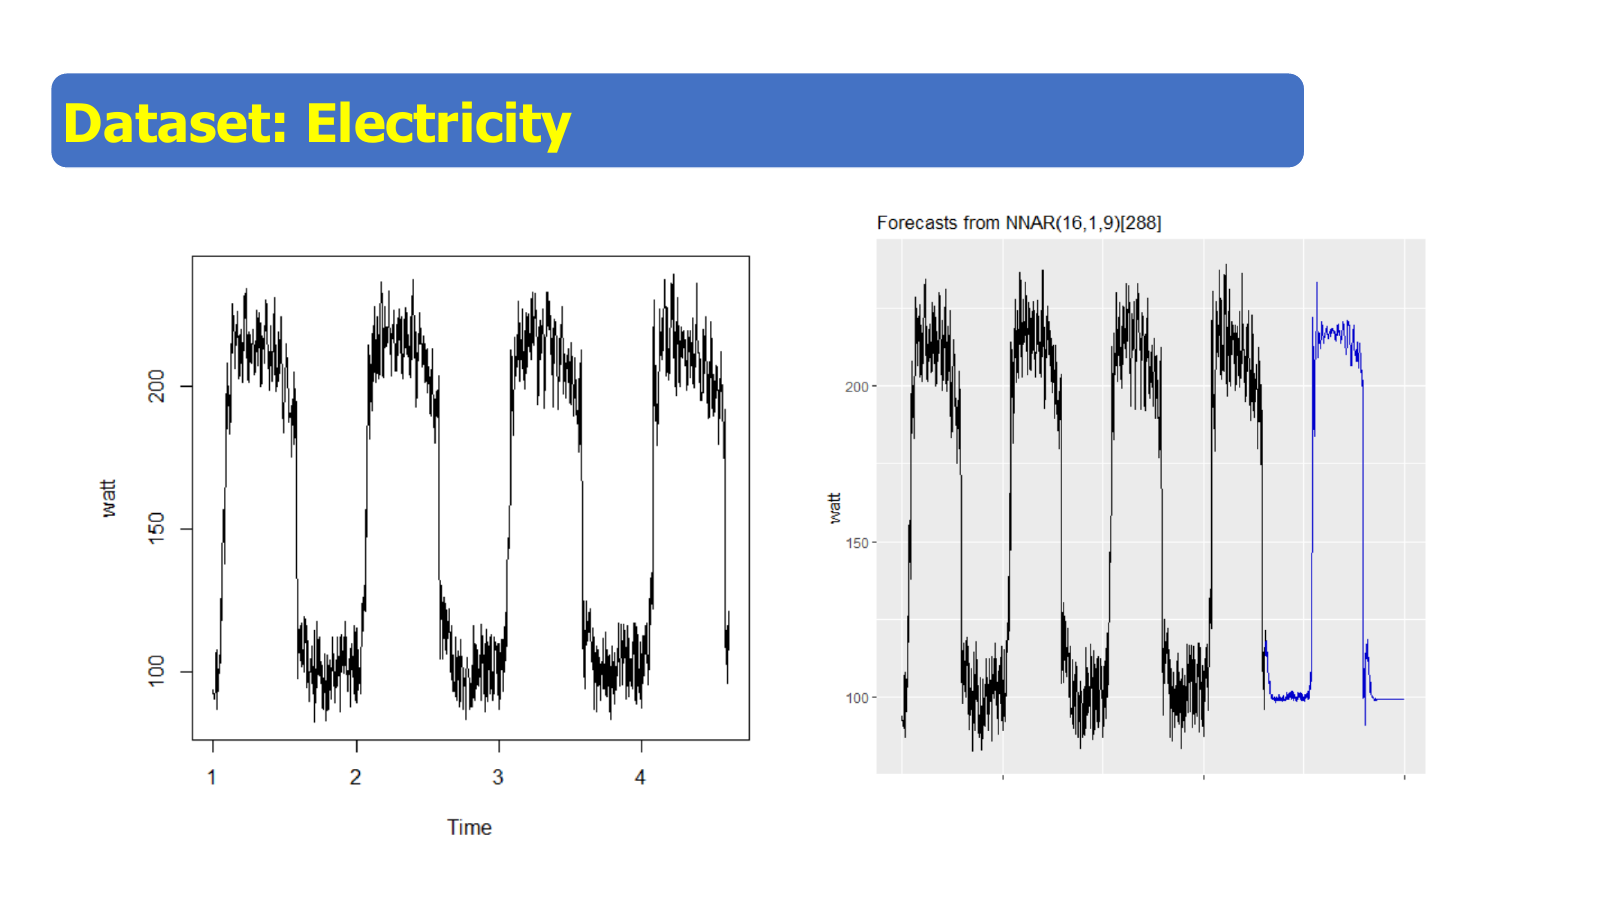 Dataset: Electricity
watt
200
150
100
1 2 3 4
Time
Forecasts from NNAR(16,1,9)[288]
watt
200
150
100